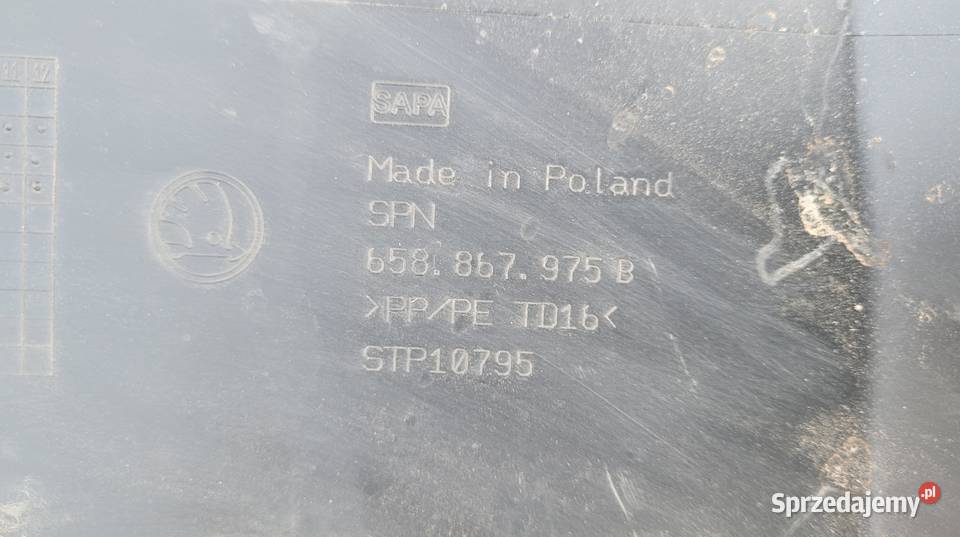 11 12
SAPA
Made in Poland
SPN
658.867.975 B
>PP/PE TD16<
STP10795
Sprzedajemy.pl